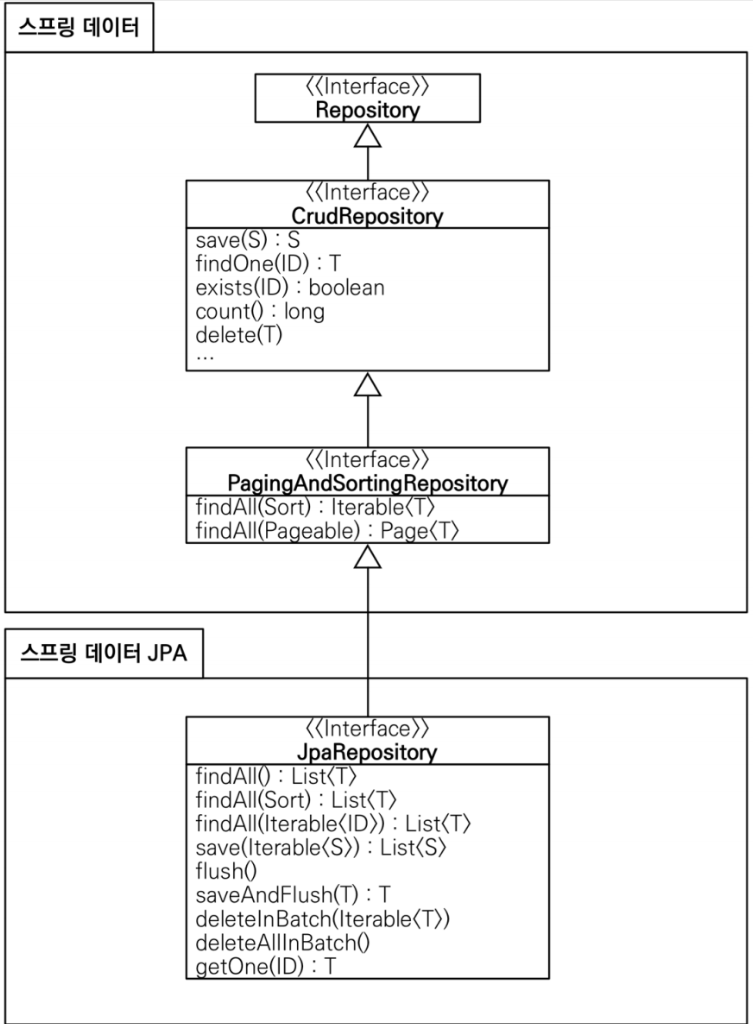 스프링 데이터
〈〈Interface〉〉
Repository
〈〈Interface〉〉
CrudRepository
save(S) : S
findOne(ID) : T
exists(ID) : boolean
count() : long
delete(T)
...
〈〈Interface〉〉
PagingAndSortingRepository
findAll(Sort) : Iterable〈T〉
findAll(Pageable) : Page〈T〉
스프링 데이터 JPA
〈〈Interface〉〉
JpaRepository
findAll() : List〈T〉
findAll(Sort) : List〈T〉
findAll(Iterable〈ID〉) : List〈T〉
save(Iterable〈S〉) : List〈S〉
flush()
saveAndFlush(T) : T
deleteInBatch(Iterable〈T〉)
deleteAllInBatch()
getOne(ID) : T